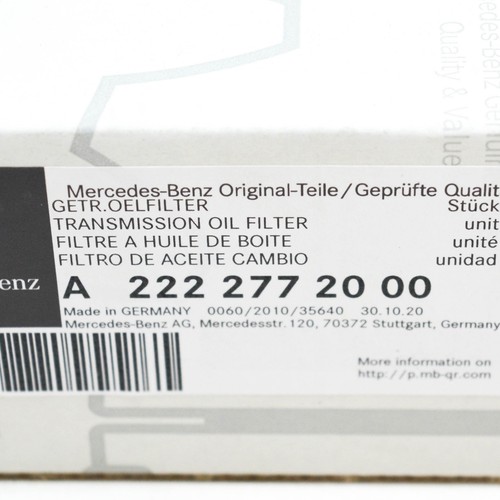 Quality & Value
Mercedes-Benz Original-Teile/Geprüfte Qualit
GETR.OELFILTER Stück
TRANSMISSION OIL FILTER unit
FILTRE A HUILE DE BOITE unité
FILTRO DE ACEITE CAMBIO unidad
enz
A 222 277 20 00
Made in GERMANY 0060/2010/35640 30.10.20
Mercedes-Benz AG, Mercedesstr. 120, 70372 Stuttgart, Germany
More information on
http://p.mb-qr.com/